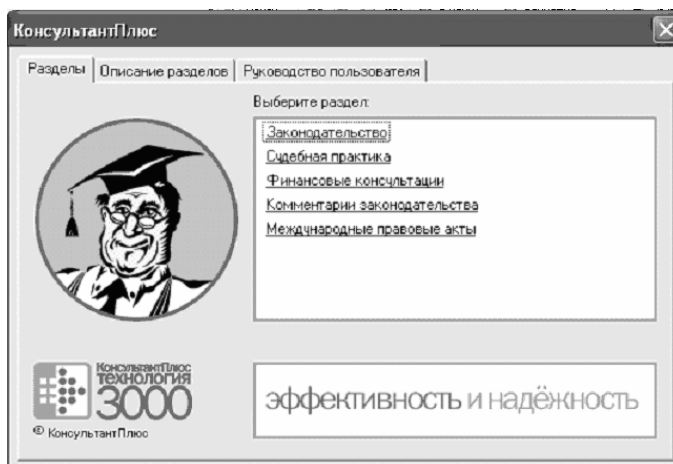 КонсультантПлюс
Разделы Описание разделов Руководство пользователя
Выберите раздел:
Законодательство
Судебная практика
Финансовые консультации
Комментарии законодательства
Международные правовые акты
КонсультантПлюс
ТЕХНОЛОГИЯ
3000
© КонсультантПлюс
эффективность и надёжность